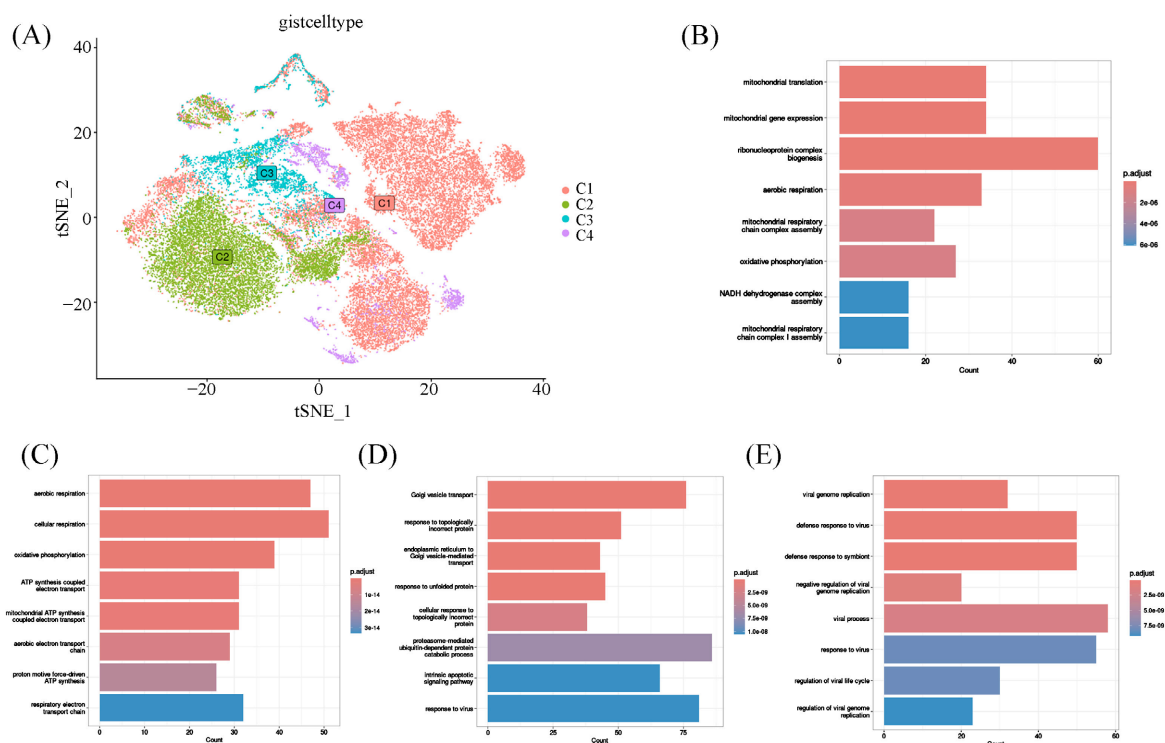 (A)
gistcelltype
tSNE_2
40
20
0
−20
C3
C4
C1
C2
−20
0
20
40
tSNE_1
C1
C2
C3
C4
(B)
mitochondrial translation
mitochondrial gene expression
ribonucleoprotein complex
biogenesis
aerobic respiration
mitochondrial respiratory
chain complex assembly
oxidative phosphorylation
NADH dehydrogenase complex
assembly
mitochondrial respiratory
chain complex I assembly
0
20
40
60
Count
p.adjust
2e-06
4e-06
6e-06
(C)
aerobic respiration
cellular respiration
oxidative phosphorylation
ATP synthesis coupled
electron transport
mitochondrial ATP synthesis
coupled electron transport
aerobic electron transport
chain
proton motive force-driven
ATP synthesis
respiratory electron
transport chain
0
10
20
30
40
50
Count
p.adjust
1e-14
2e-14
3e-14
(D)
Golgi vesicle transport
response to topologically
incorrect protein
endoplasmic reticulum to
Golgi vesicle-mediated
transport
response to unfolded protein
cellular response to
topologically incorrect
protein
proteasome-mediated
ubiquitin-dependent protein
catabolic process
intrinsic apoptotic
signaling pathway
response to virus
0
25
50
75
Count
p.adjust
2.5e-09
5.0e-09
7.5e-09
1.0e-08
(E)
viral genome replication
defense response to virus
defense response to symbiont
negative regulation of viral
genome replication
viral process
response to virus
regulation of viral life cycle
regulation of viral genome
replication
0
20
40
60
Count
p.adjust
2.5e-09
5.0e-09
7.5e-09